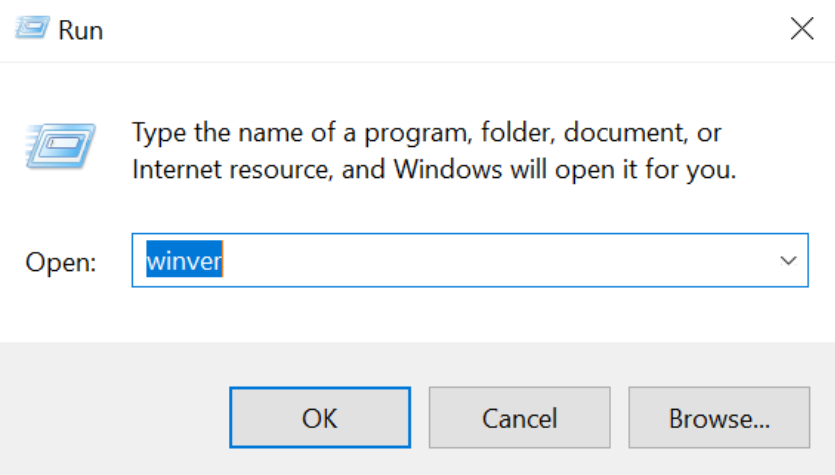 Run
Type the name of a program, folder, document, or
Internet resource, and Windows will open it for you.
Open: winver
OK Cancel Browse...